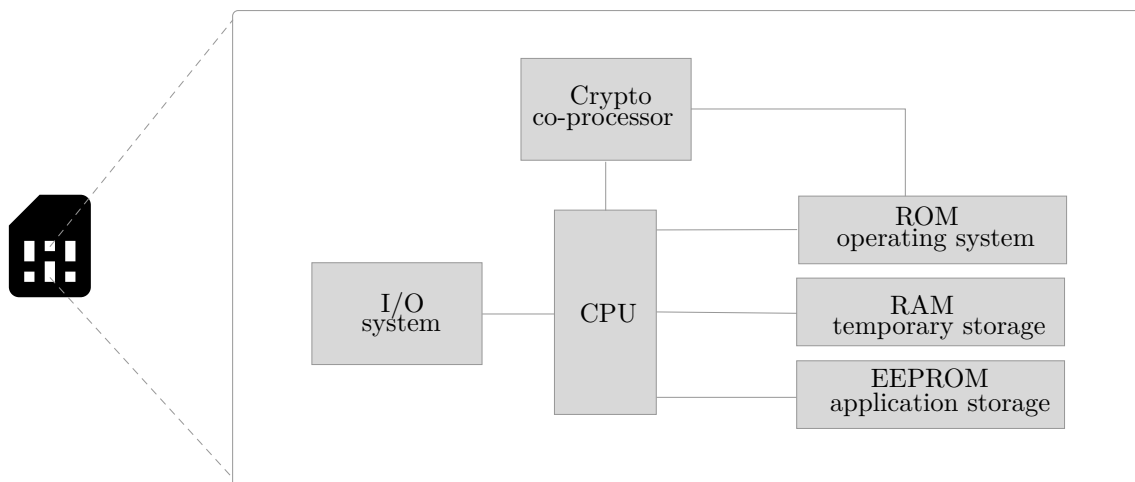 Crypto
co-processor
ROM
operating system
I/O
system
CPU
RAM
temporary storage
EEPROM
application storage